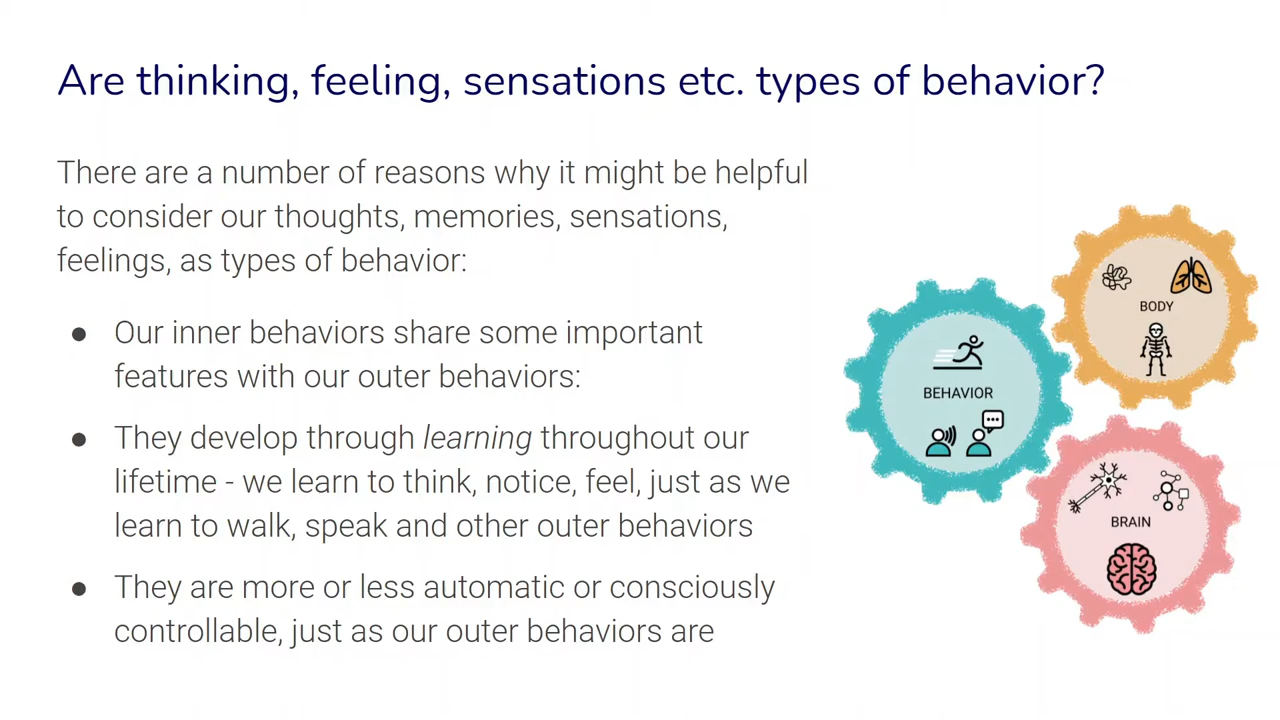 Are thinking, feeling, sensations etc. types of behavior?
There are a number of reasons why it might be helpful
to consider our thoughts, memories, sensations,
feelings, as types of behavior:
● Our inner behaviors share some important
features with our outer behaviors:
● They develop through learning throughout our
lifetime - we learn to think, notice, feel, just as we
learn to walk, speak and other outer behaviors
● They are more or less automatic or consciously
controllable, just as our outer behaviors are
BEHAVIOR
BODY
BRAIN